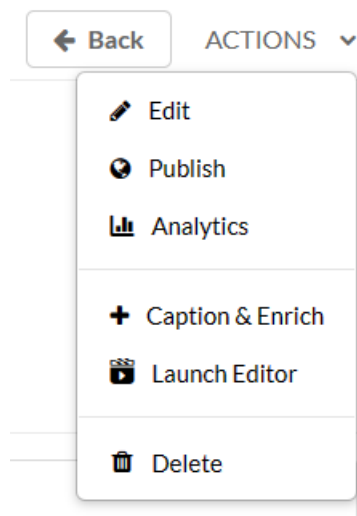 Back ACTIONS
Edit
Publish
Analytics
Caption & Enrich
Launch Editor
Delete